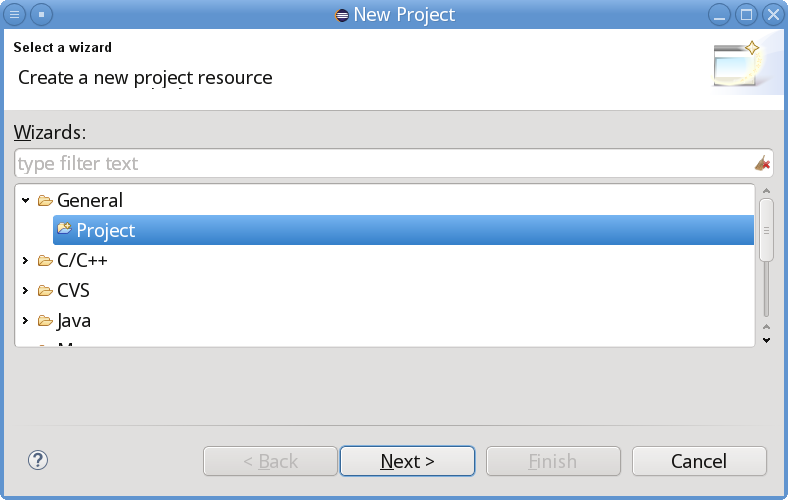 New Project
Select a wizard
Create a new project resource
Wizards:
type filter text
General
Project
C/C++
CVS
Java
?
< Back
Next >
Finish
Cancel